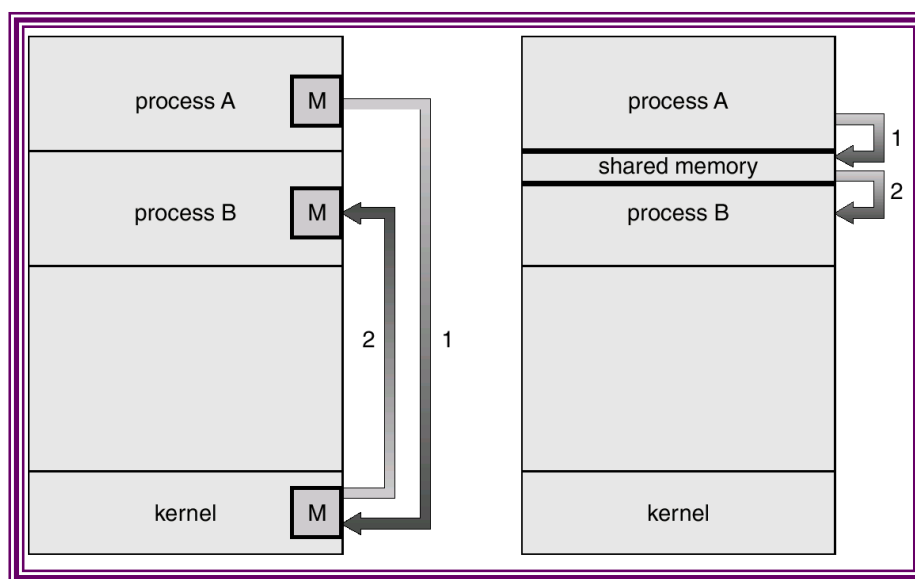 process A
M
process B
M
2
1
kernel
M
process A
1
shared memory
2
process B
kernel